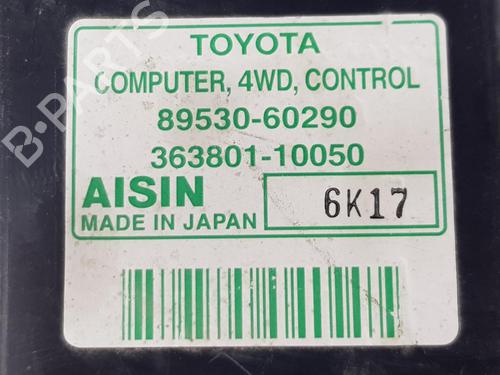 TOYOTA
COMPUTER, 4WD, CONTROL
89530-60290
363801-10050
AISIN
6K17
MADE IN JAPAN
B-PARTS